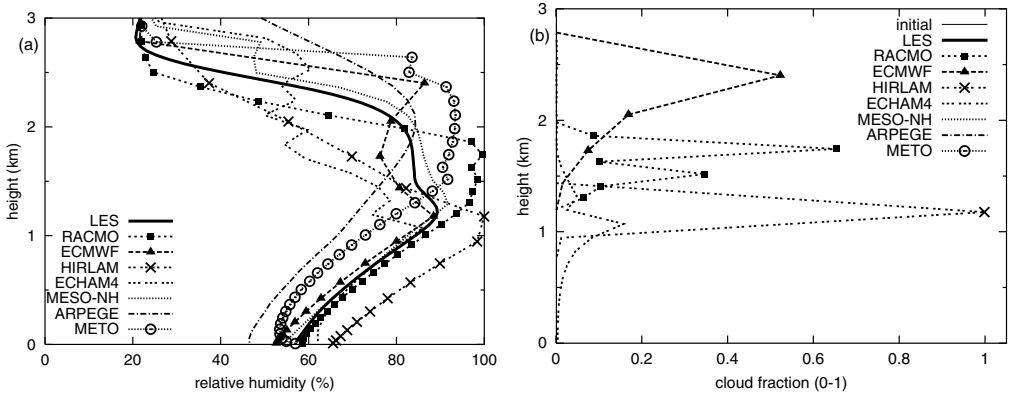 (a)
height (km)
3
2
1
0
LES
RACMO
ECMWF
HIRLAM
ECHAM4
MESO-NH
ARPEGE
METO
20 40 60 80 100
relative humidity (%)
(b)
height (km)
3
2
1
0
initial
LES
RACMO
ECMWF
HIRLAM
ECHAM4
MESO-NH
ARPEGE
METO
0 0.2 0.4 0.6 0.8 1
cloud fraction (0-1)